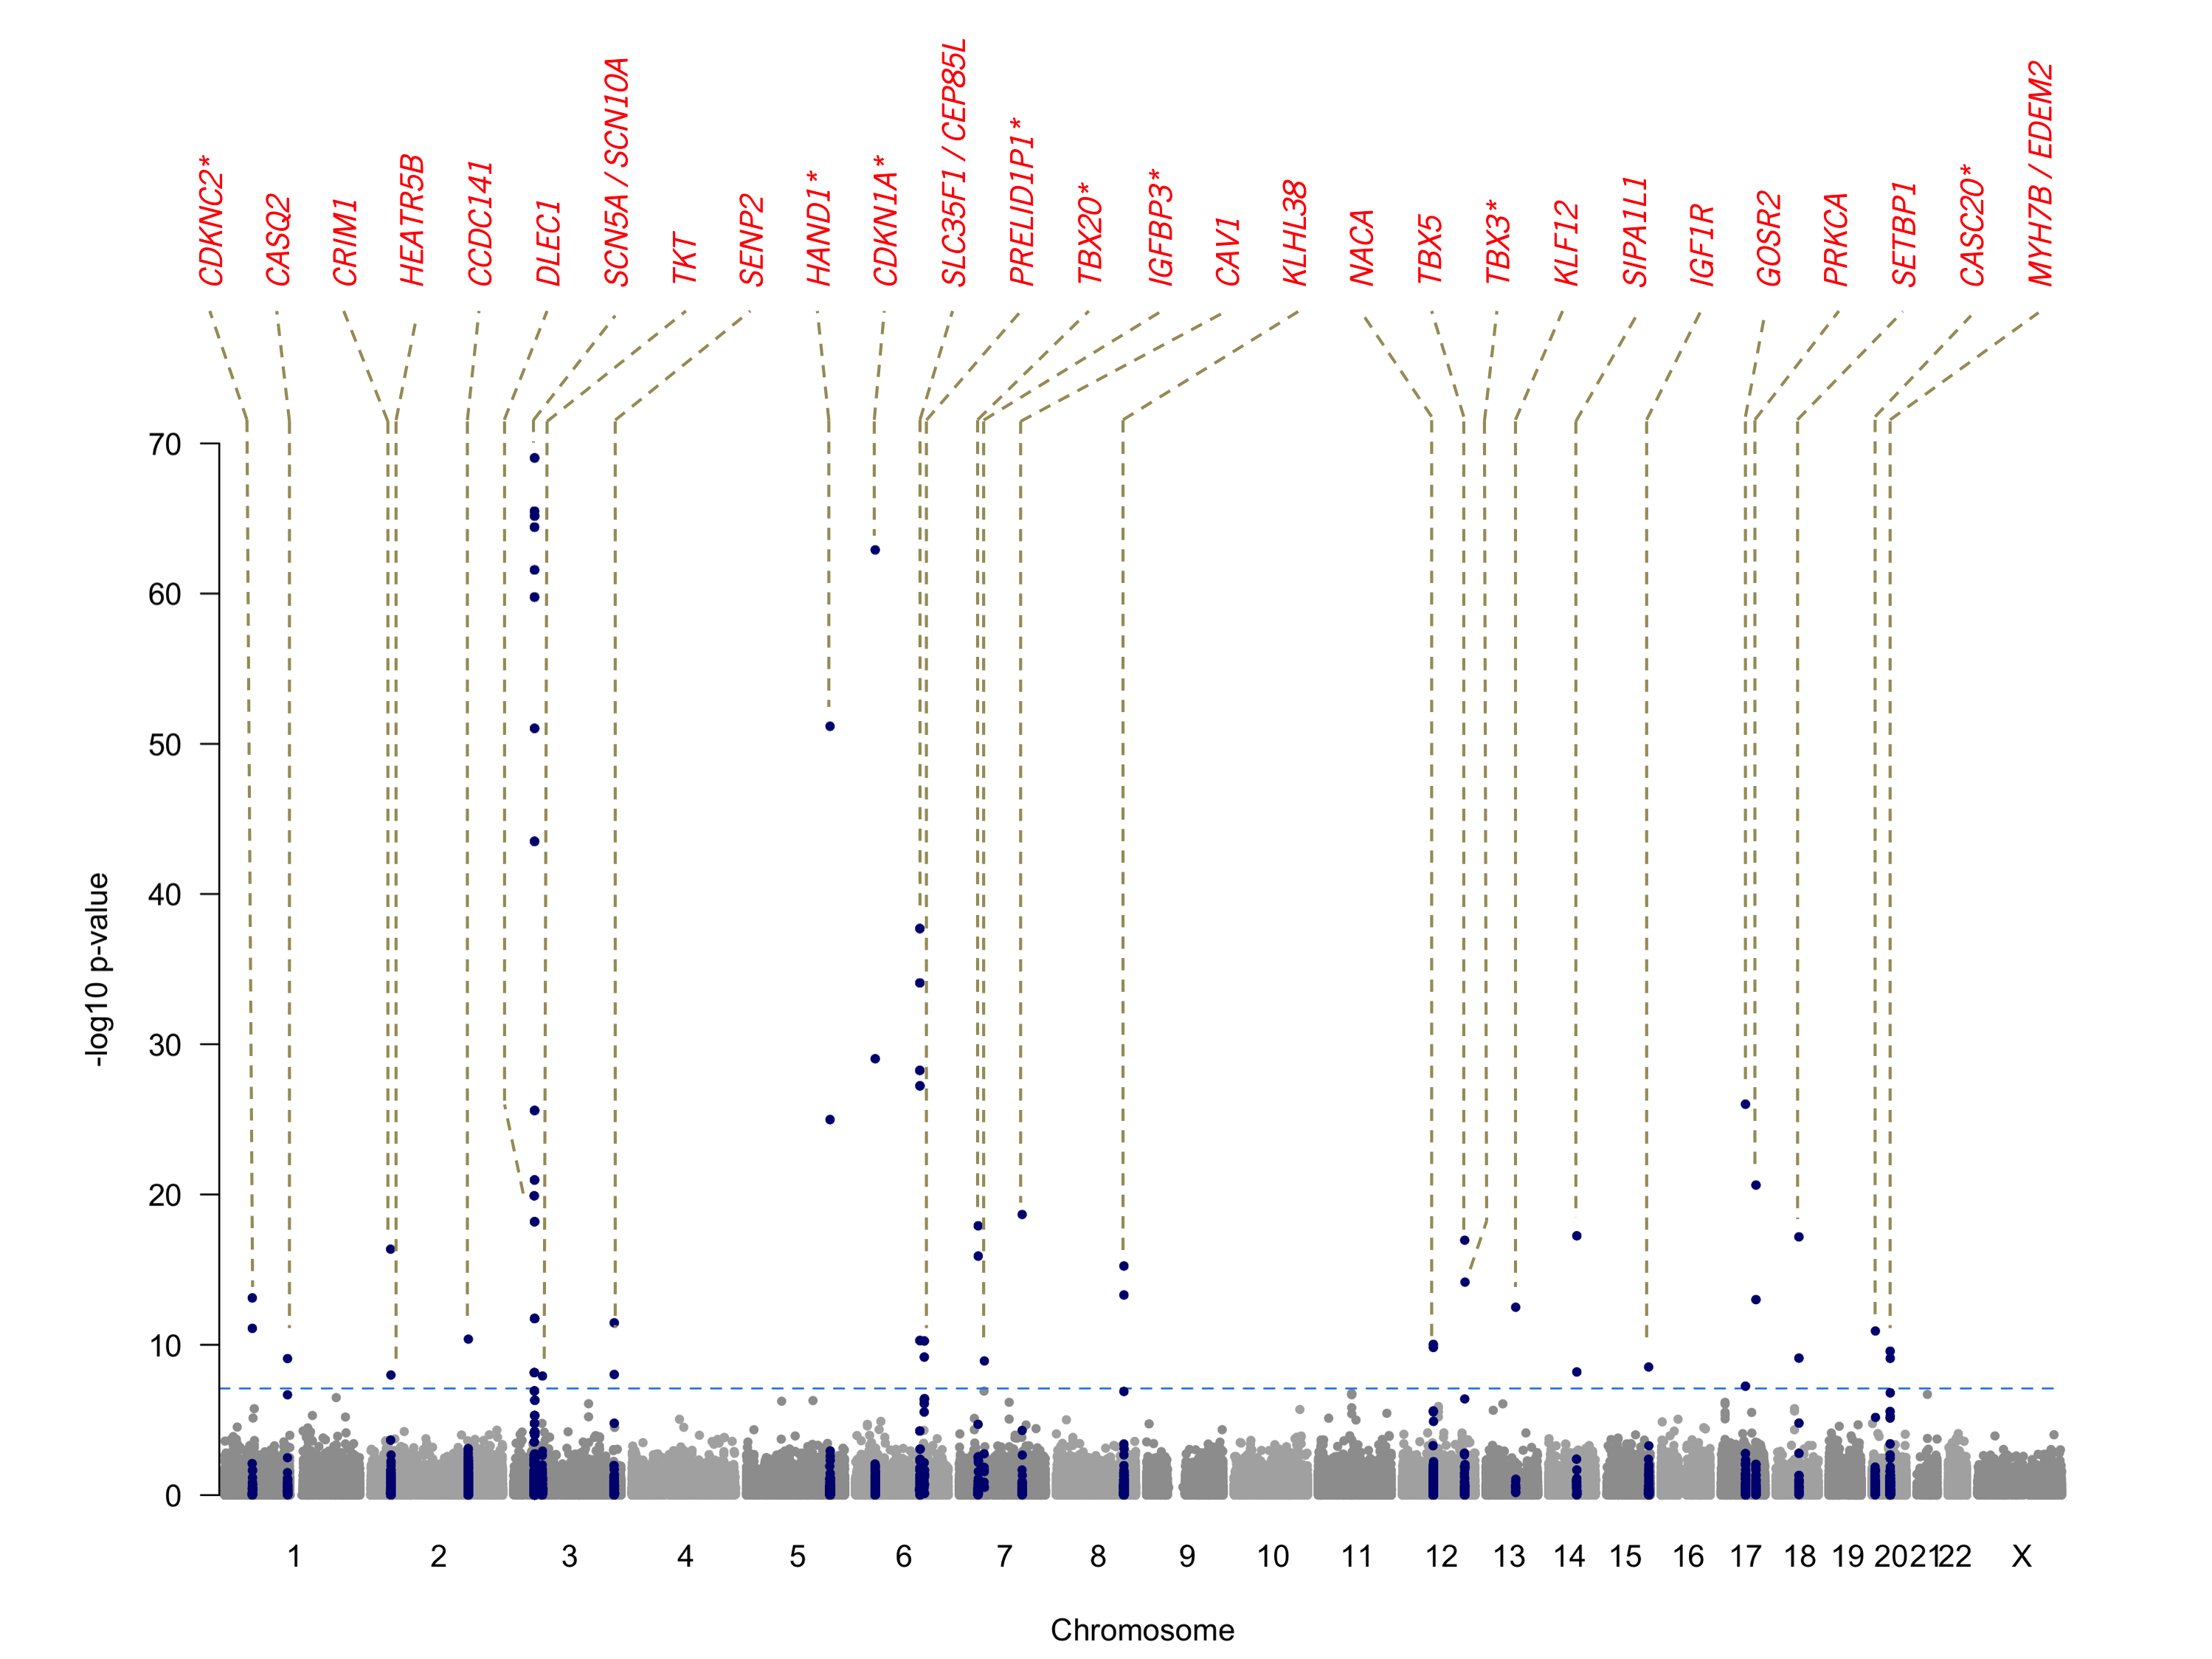 CDKNC2*
CASQ2
CRIM1
HEATR5B
CCDC141
DLEC1
SCN5A / SCN10A
TKT
SENP2
HAND1*
CDKN1A*
SLC35F1 / CEP85L
PRELID1P1*
TBX20*
IGFBP3*
CAV1
KLHL38
NACA
TBX5
TBX3*
KLF12
SIPA1L1
IGF1R
GOSR2
PRKCA
SETBP1
CASC20*
MYH7B / EDEM2
70
60
50
40
30
20
10
0
-log10 p-value
1 2 3 4 5 6 7 8 9 10 11 12 13 14 15 16 17 18 19 20 21 22 X
Chromosome